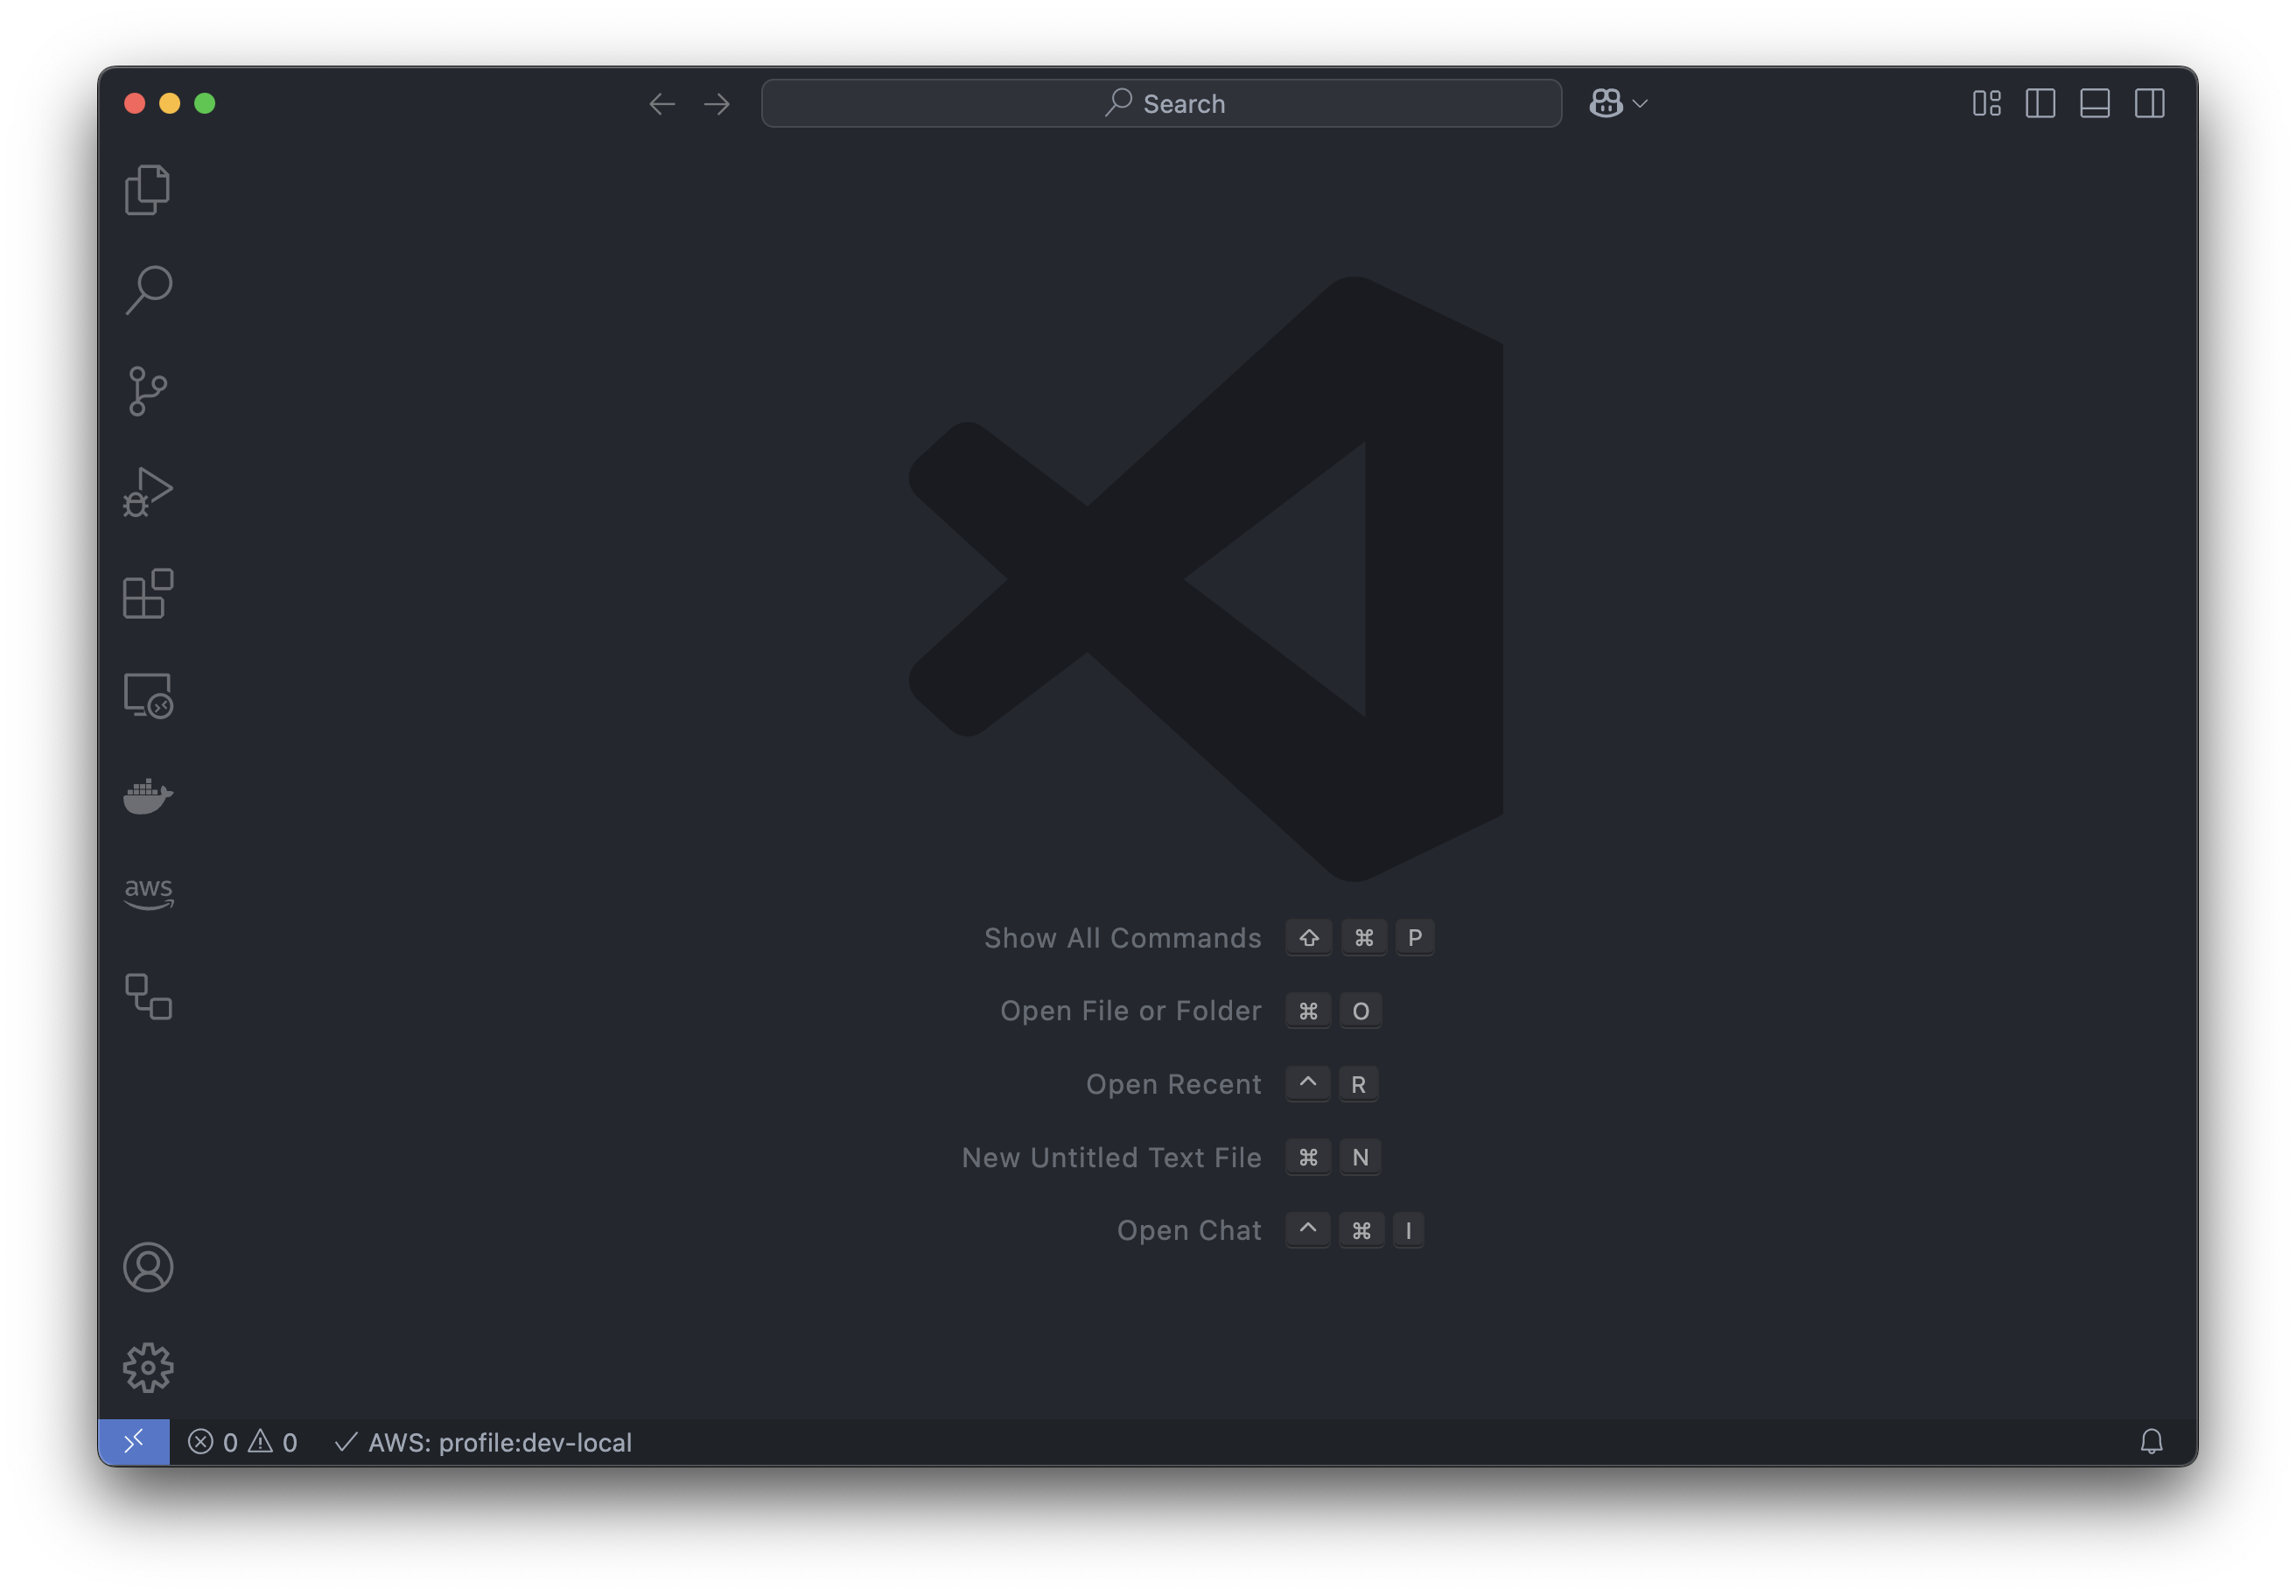 Search
aws
Show All Commands ⇧ ⌘ P
Open File or Folder ⌘ O
Open Recent ^ R
New Untitled Text File ⌘ N
Open Chat ^ ⌘ I
0 0 AWS: profile:dev-local